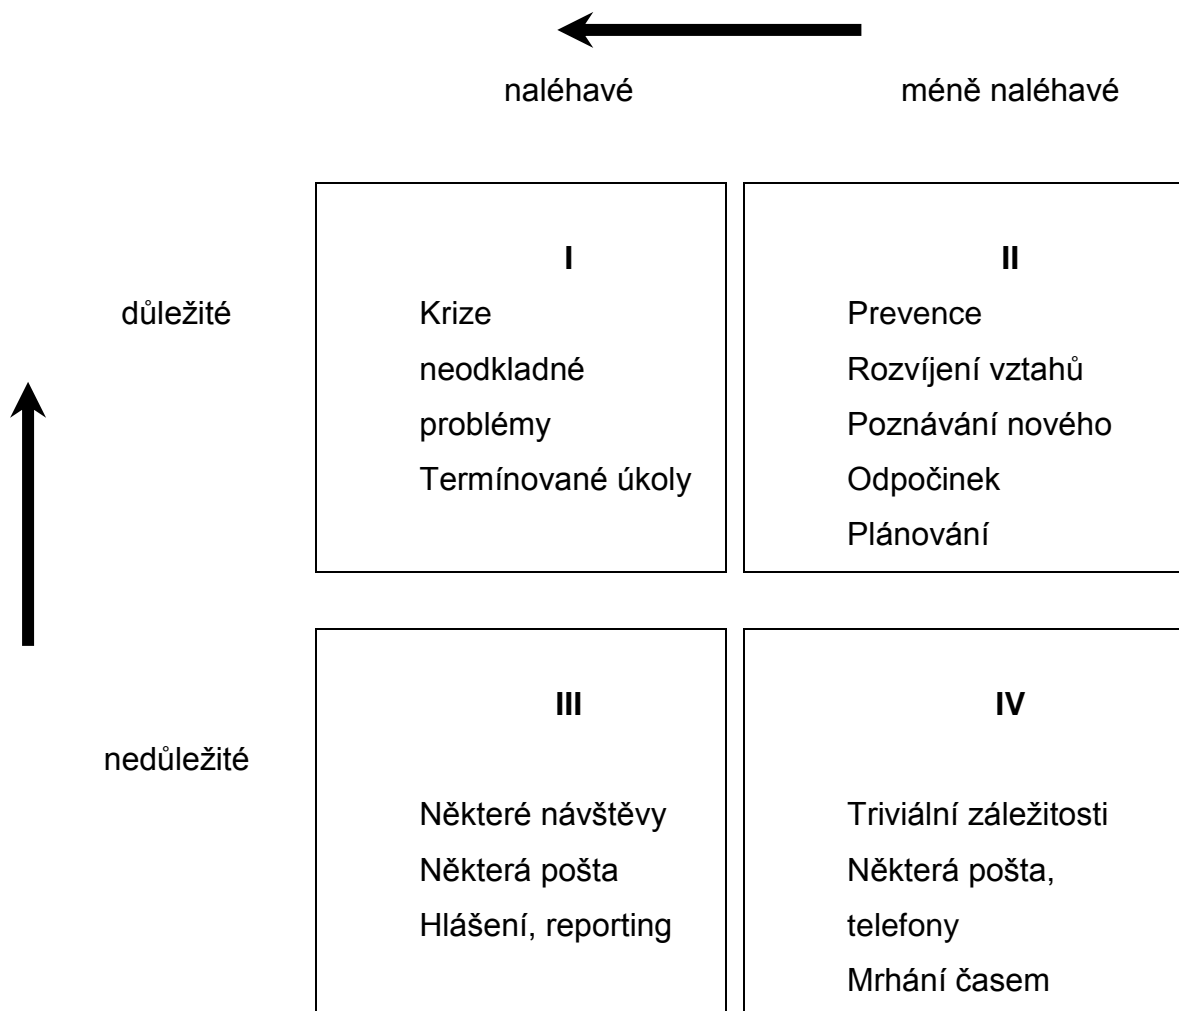 naléhavé méně naléhavé
I
důležité
Krize
neodkladné
problémy
Termínované úkoly
II
Prevence
Rozvíjení vztahů
Poznávání nového
Odpočinek
Plánování
III
nedůležité
Některé návštěvy
Některá pošta
Hlášení, reporting
IV
Triviální záležitosti
Některá pošta,
telefony
Mrhání časem